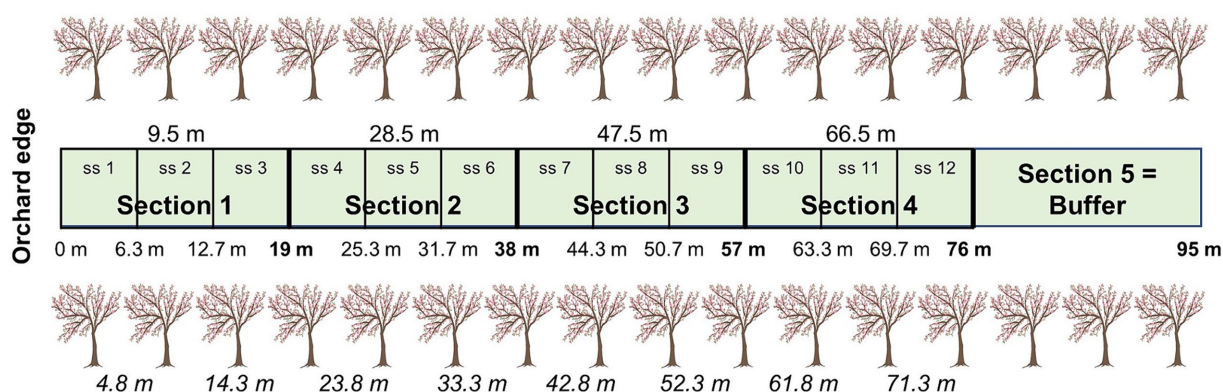 Orchard edge
9.5 m 28.5 m 47.5 m 66.5 m
ss 1 ss 2 ss 3 ss 4 ss 5 ss 6 ss 7 ss 8 ss 9 ss 10 ss 11 ss 12
Section 1 Section 2 Section 3 Section 4
Section 5 =
Buffer
0 m 6.3 m 12.7 m 19 m 25.3 m 31.7 m 38 m 44.3 m 50.7 m 57 m 63.3 m 69.7 m 76 m 95 m
4.8 m 14.3 m 23.8 m 33.3 m 42.8 m 52.3 m 61.8 m 71.3 m